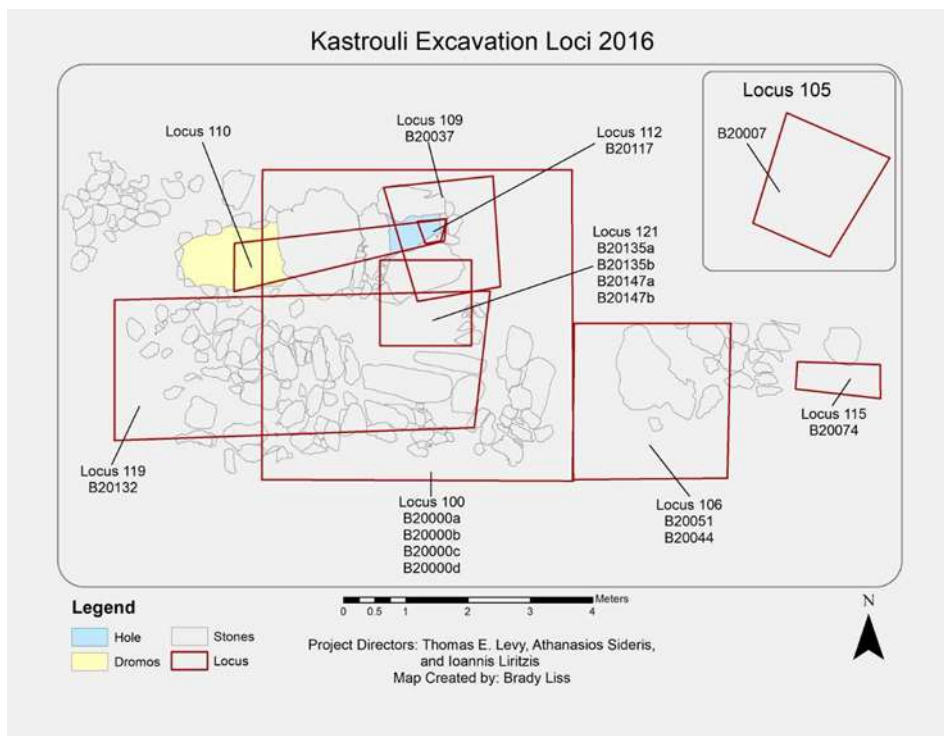 Kastrouli Excavation Loci 2016
Locus 105
B20007
Locus 110
Locus 109
B20037
Locus 112
B20117
Locus 121
B20135a
B20135b
B20147a
B20147b
Locus 115
B20074
Locus 119
B20132
Locus 100
B20000a
B20000b
B20000c
B20000d
Locus 106
B20051
B20044
Legend
Hole
Stones
Dromos
Locus
Meters
0 0.5 1 2 3 4
Project Directors: Thomas E. Levy, Athanasios Sideris,
and Ioannis Liritzis
Map Created by: Brady Liss
N